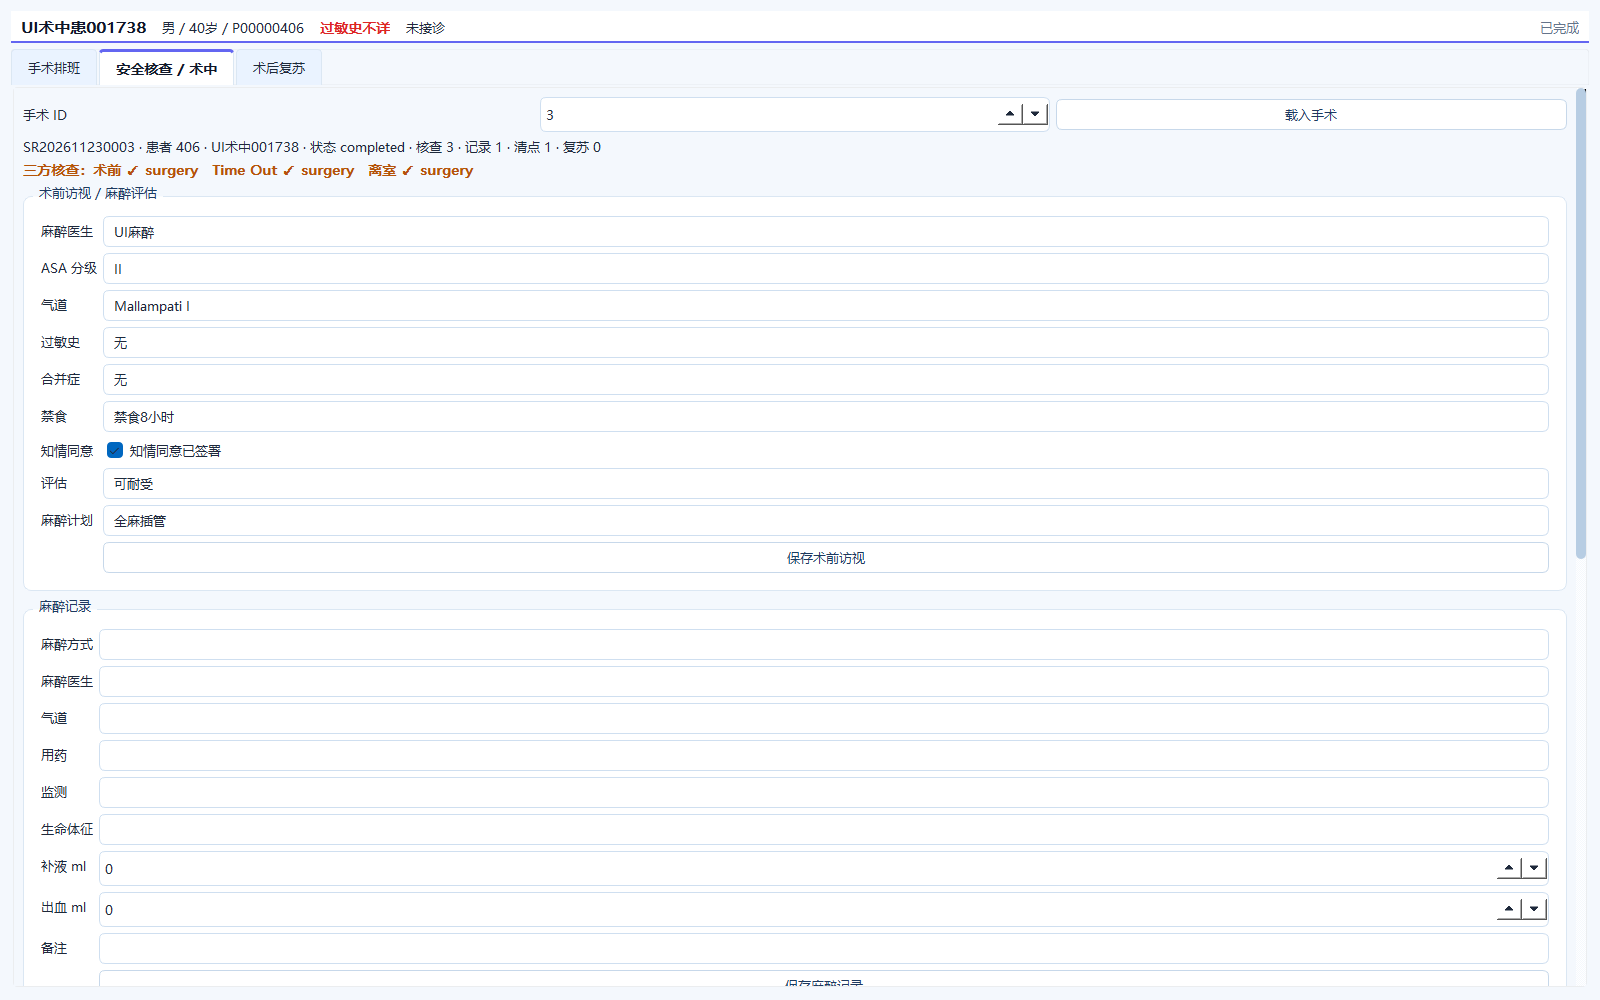 UI术中患001738 男 / 40岁 / P00000406 过敏史不详 未接诊 已完成
手术排班 安全核查 / 术中 术后复苏
手术 ID 3 载入手术
SR202611230003 · 患者 406 · UI术中001738 · 状态 completed · 核查 3 · 记录 1 · 清点 1 · 复苏 0
三方核查：术前 ✓ surgery Time Out ✓ surgery 离室 ✓ surgery
术前访视 / 麻醉评估
麻醉医生 UI麻醉
ASA 分级 II
气道 Mallampati I
过敏史 无
合并症 无
禁食 禁食8小时
知情同意 知情同意已签署
评估 可耐受
麻醉计划 全麻插管
保存术前访视
麻醉记录
麻醉方式
麻醉医生
气道
用药
监测
生命体征
补液 ml 0
出血 ml 0
备注
保存麻醉记录